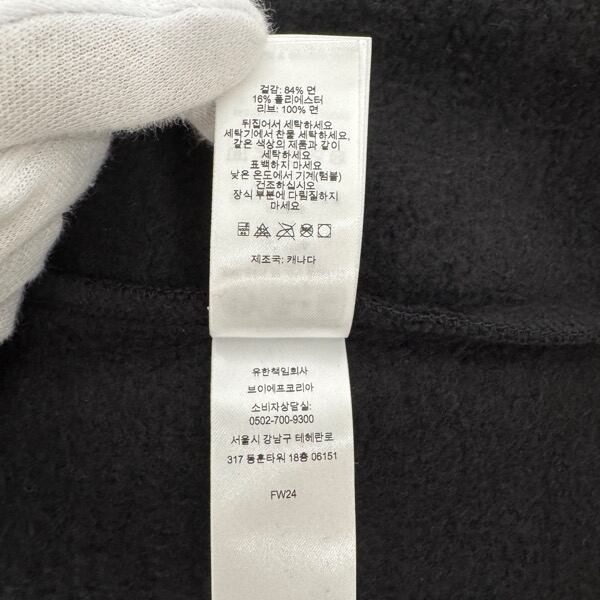 겉감: 84% 면
16% 폴리에스터
리브: 100% 면
뒤집어서 세탁하세요
세탁기에서 찬물 세탁하세요,
같은 색상의 제품과 같이
세탁하세요
표백하지 마세요
낮은 온도에서 기계(텀블)
건조하십시오
장식 부분에 다림질하지
마세요
제조국: 캐나다
유한책임회사
브이에프코리아
소비자상담실:
0502-700-9300
서울시 강남구 테헤란로
317 동훈타워 18층 06151
FW24